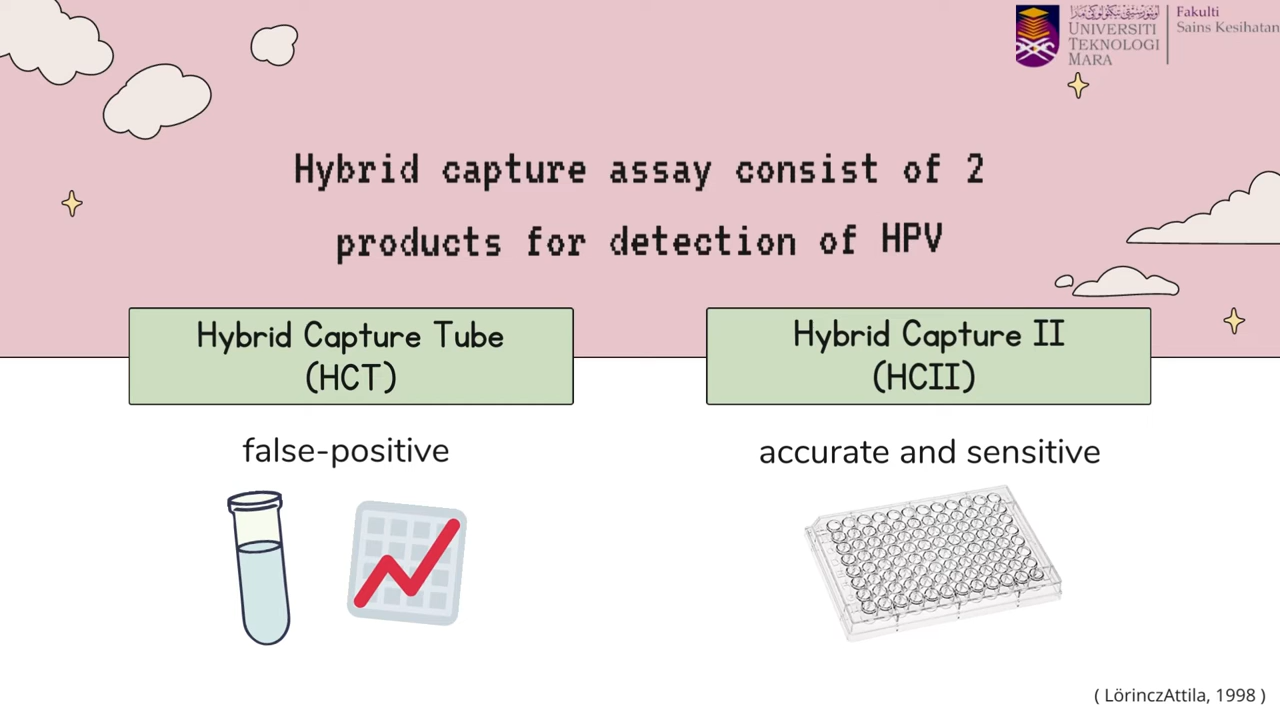 UNIVERSITI
TEKNOLOGI
MARA
Fakulti
Sains Kesihatan
Hybrid capture assay consist of 2
products for detection of HPV
Hybrid Capture Tube
(HCT)
false-positive
Hybrid Capture II
(HCII)
accurate and sensitive
( LörinczAttila, 1998 )